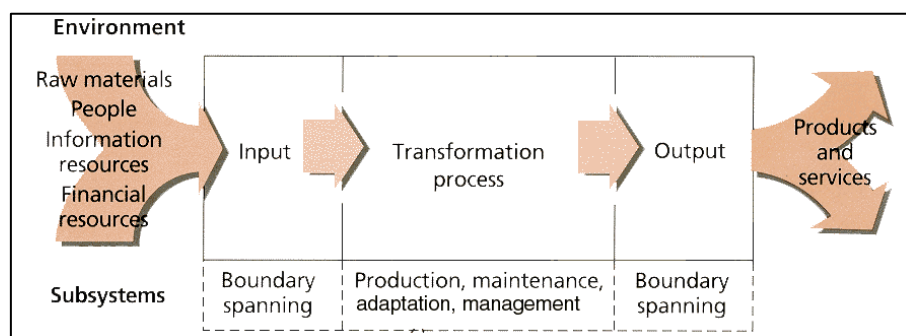 Environment
Raw materials
People
Information
resources
Financial
resources
Input
Transformation
process
Output
Products
and
services
Subsystems
Boundary
spanning
Production, maintenance,
adaptation, management
Boundary
spanning